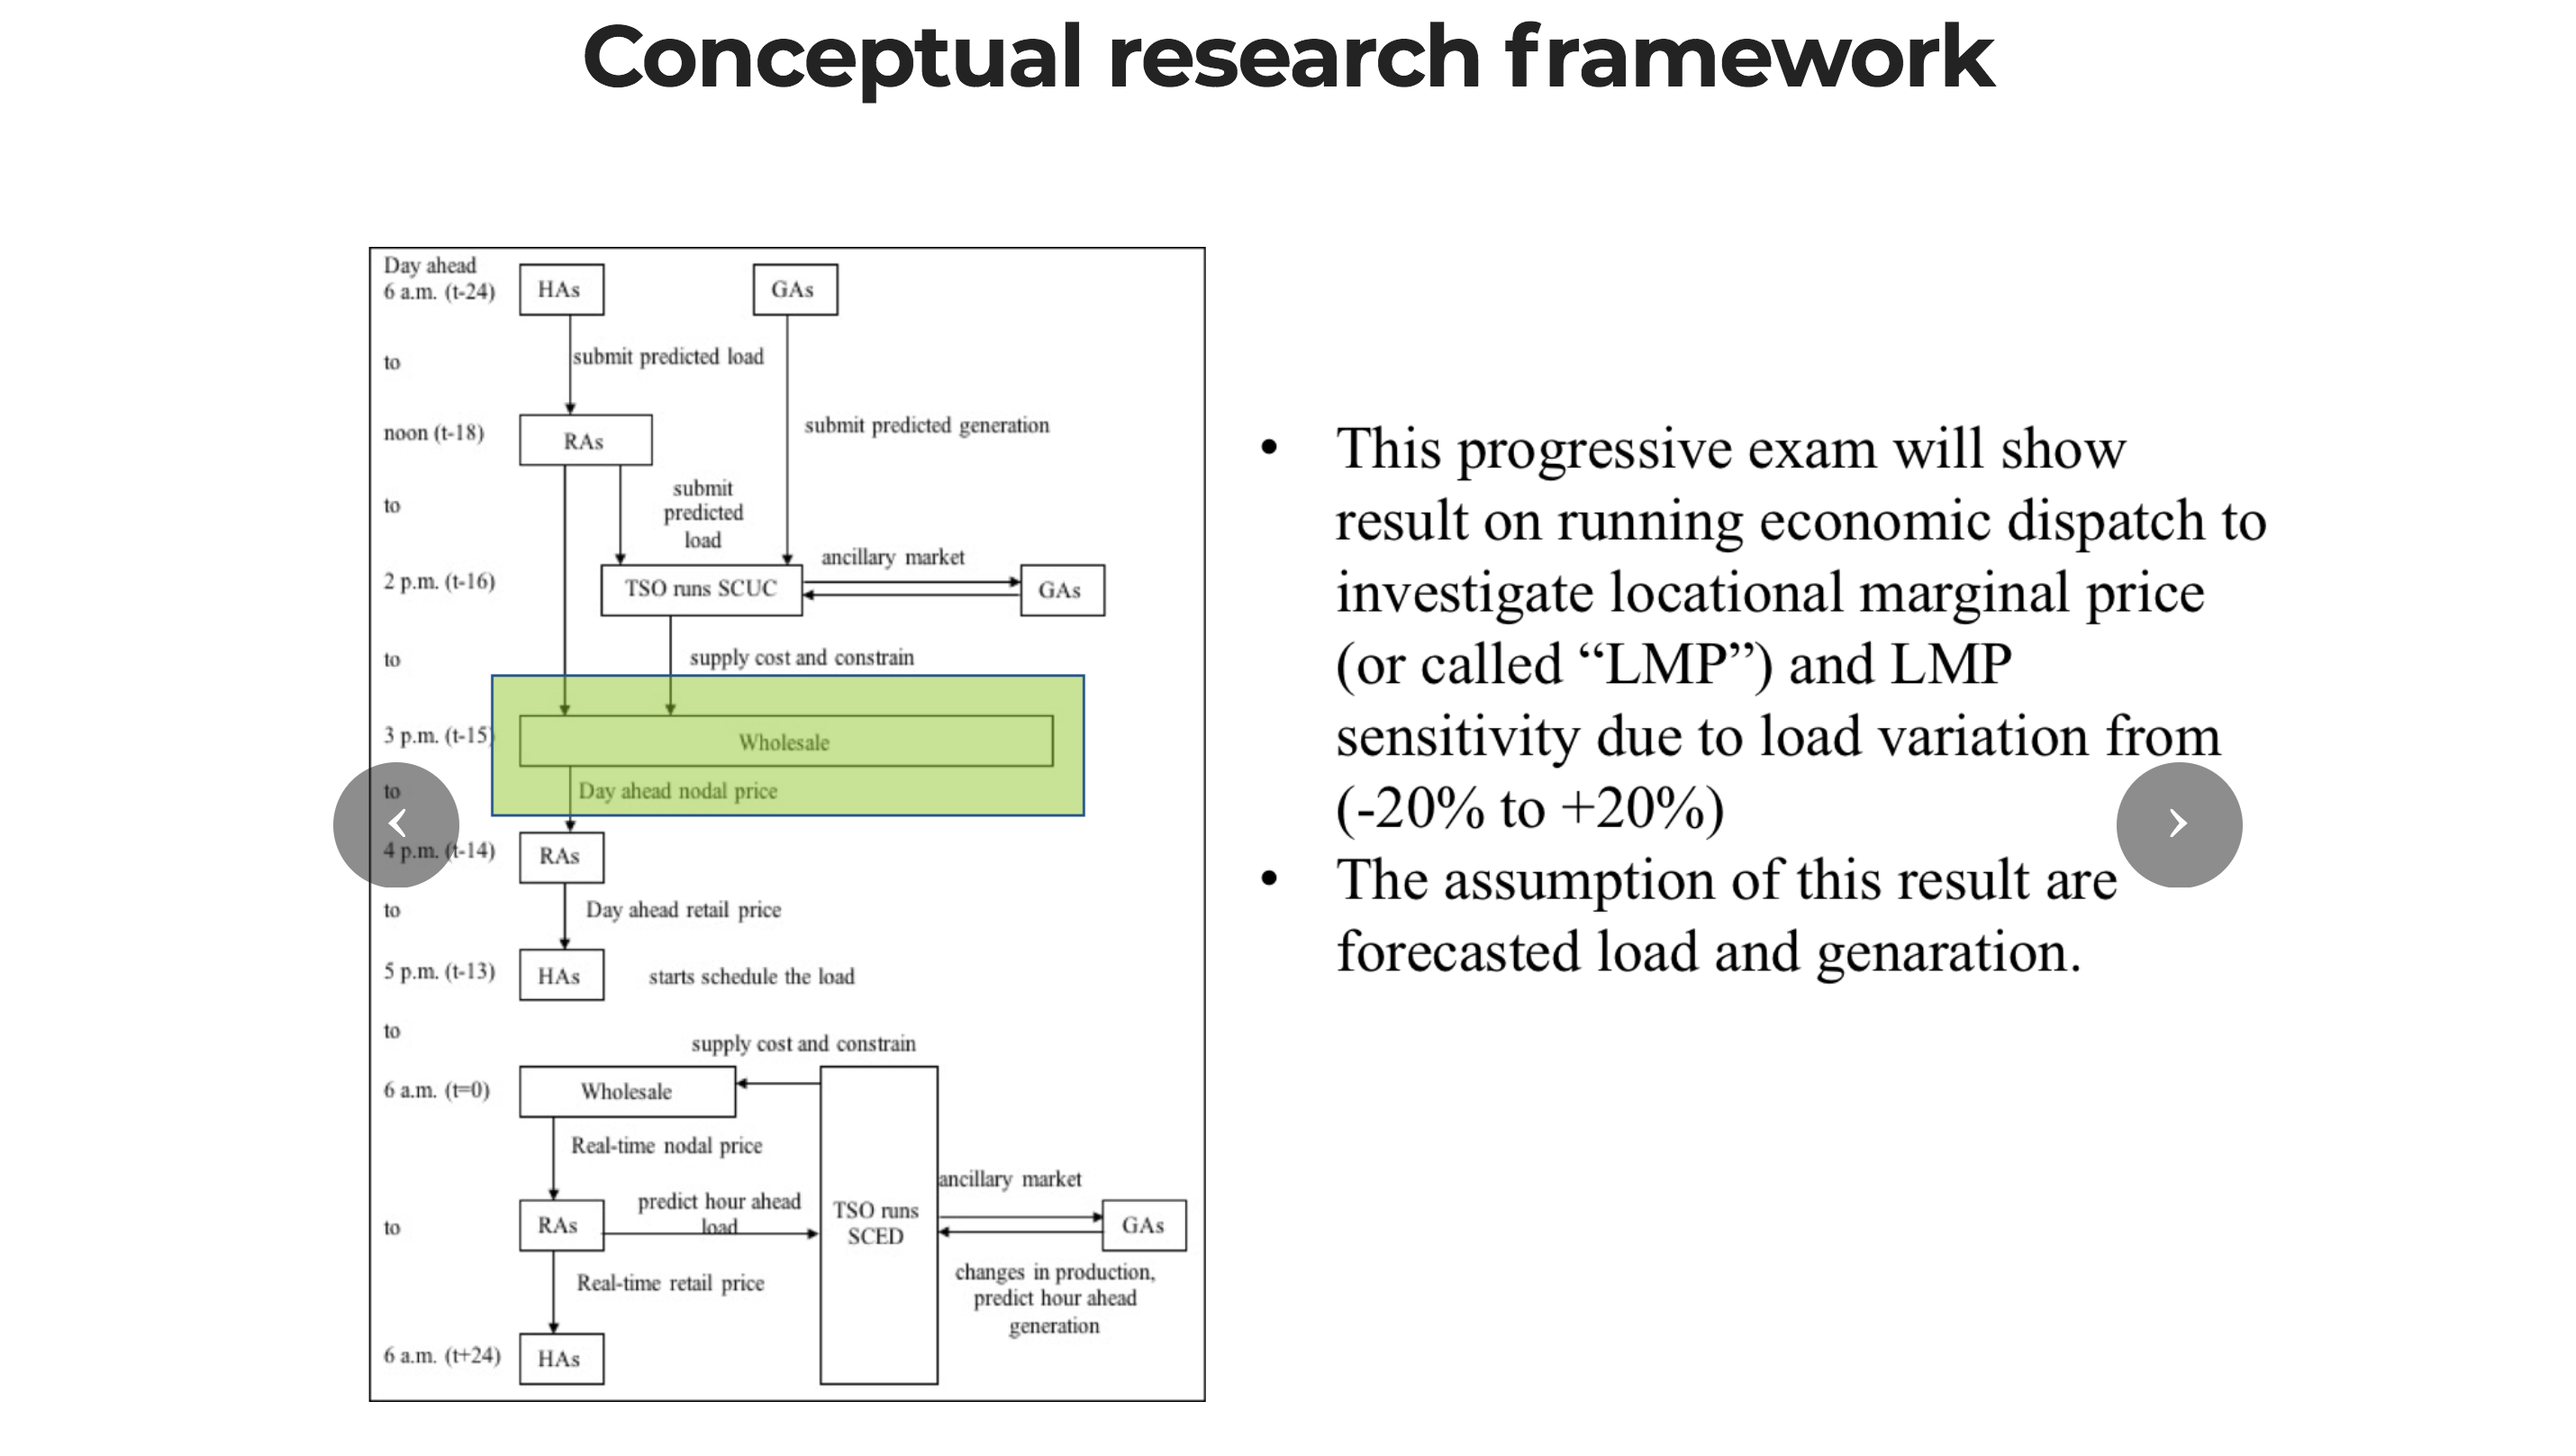 Conceptual research framework
Day ahead
6 a.m. (t-24)
HAs
GAs
to
submit predicted load
noon (t-18)
RAs
submit predicted generation
to
submit
predicted
load
2 p.m. (t-16)
TSO runs SCUC
ancillary market
GAs
to
supply cost and constrain
3 p.m. (t-15)
Wholesale
to
Day ahead nodal price
4 p.m. (t-14)
RAs
to
Day ahead retail price
5 p.m. (t-13)
HAs
starts schedule the load
to
supply cost and constrain
6 a.m. (t=0)
Wholesale
Real-time nodal price
to
RAs
predict hour ahead
load
TSO runs
SCED
ancillary market
GAs
changes in production,
predict hour ahead
generation
Real-time retail price
6 a.m. (t+24)
HAs
• This progressive exam will show
result on running economic dispatch to
investigate locational marginal price
(or called “LMP”) and LMP
sensitivity due to load variation from
(-20% to +20%)
• The assumption of this result are
forecasted load and genaration.